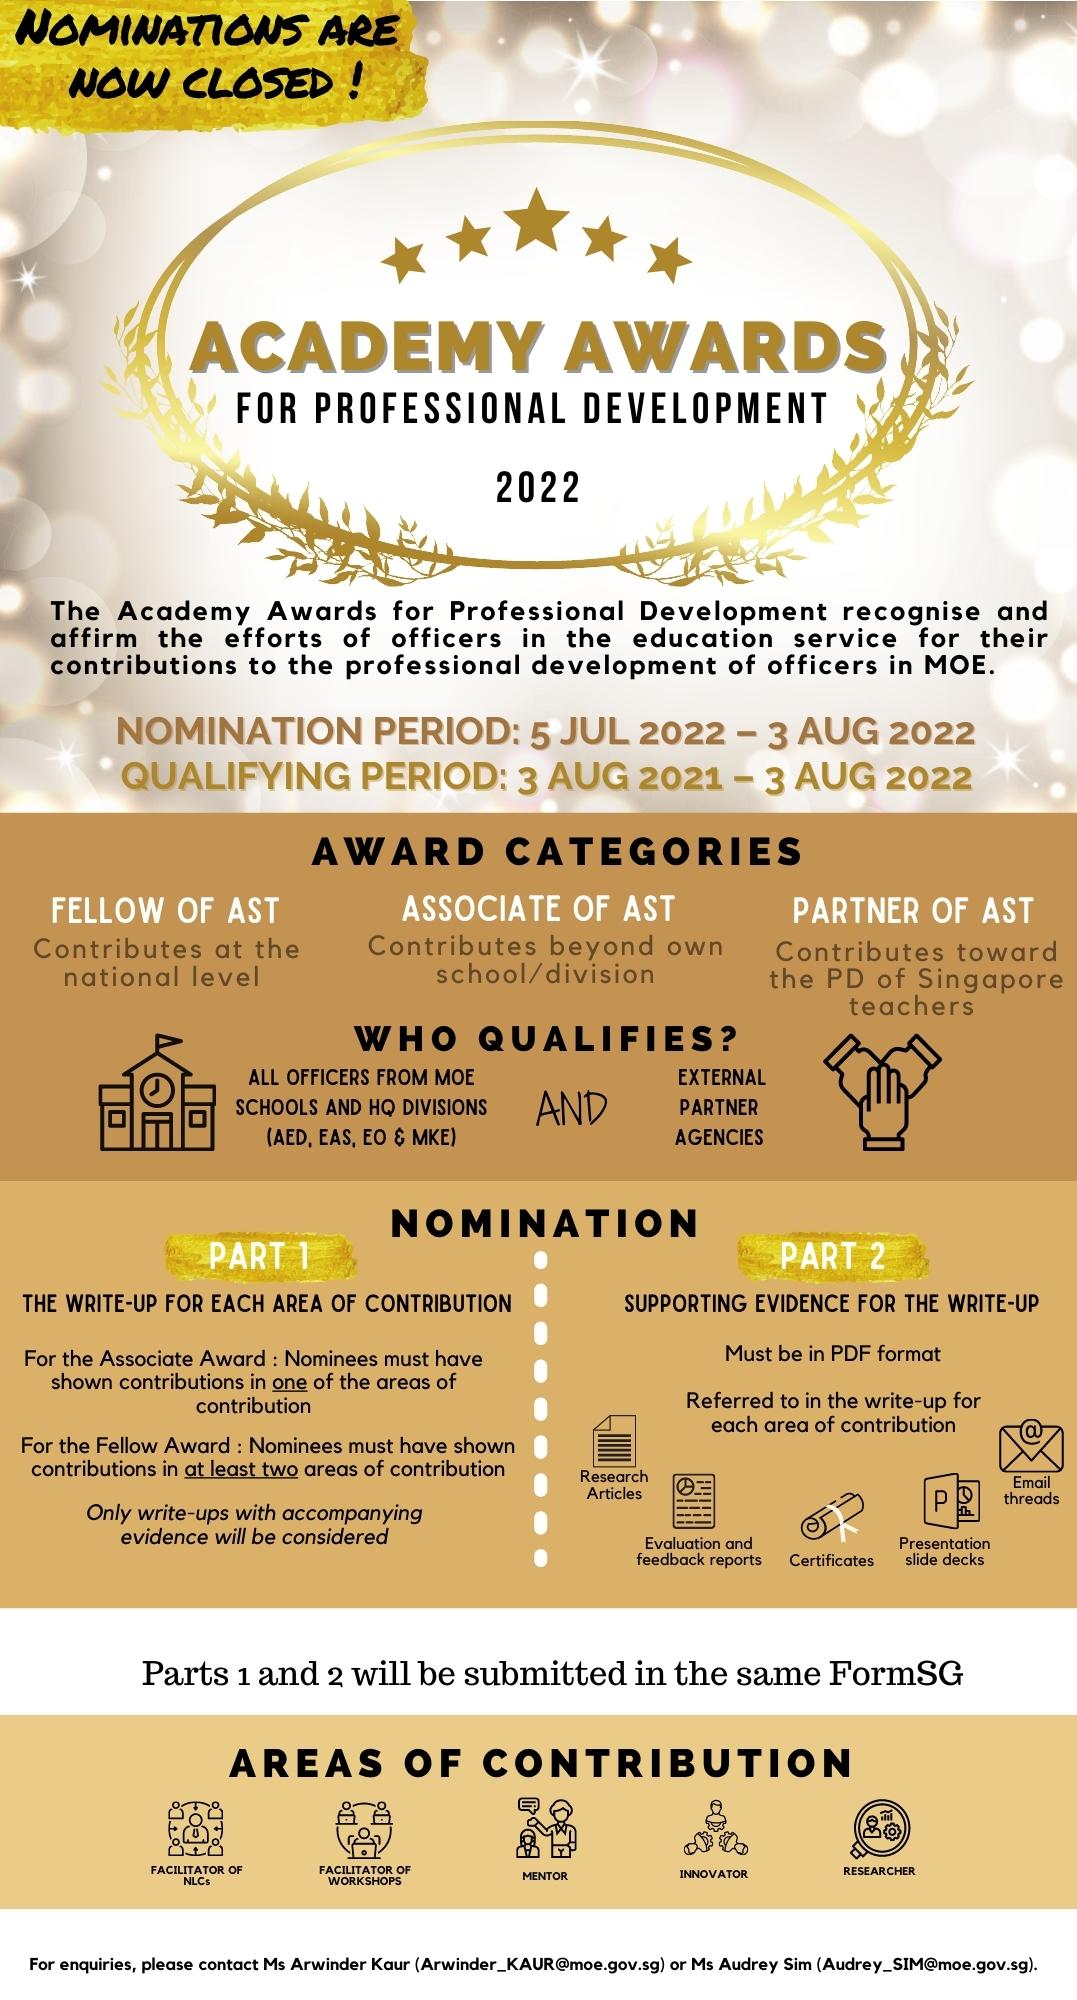 NOMINATIONS ARE
NOW CLOSED !
ACADEMY AWARDS
FOR PROFESSIONAL DEVELOPMENT
2022
The Academy Awards for Professional Development recognise and
affirm the efforts of officers in the education service for their
contributions to the professional development of officers in MOE.
NOMINATION PERIOD: 5 JUL 2022 – 3 AUG 2022
QUALIFYING PERIOD: 3 AUG 2021 – 3 AUG 2022
AWARD CATEGORIES
FELLOW OF AST
Contributes at the
national level
ASSOCIATE OF AST
Contributes beyond own
school/division
PARTNER OF AST
Contributes toward
the PD of Singapore
teachers
WHO QUALIFIES?
ALL OFFICERS FROM MOE
SCHOOLS AND HQ DIVISIONS
(AED, EAS, EO & MKE)
AND
EXTERNAL
PARTNER
AGENCIES
NOMINATION
PART 1
THE WRITE-UP FOR EACH AREA OF CONTRIBUTION
For the Associate Award : Nominees must have
shown contributions in one of the areas of
contribution
For the Fellow Award : Nominees must have shown
contributions in at least two areas of contribution
Only write-ups with accompanying
evidence will be considered
PART 2
SUPPORTING EVIDENCE FOR THE WRITE-UP
Must be in PDF format
Referred to in the write-up for
each area of contribution
Research
Articles
Evaluation and
feedback reports
Certificates
P
Presentation
slide decks
@
Email
threads
Parts 1 and 2 will be submitted in the same FormSG
AREAS OF CONTRIBUTION
FACILITATOR OF
NLCs
FACILITATOR OF
WORKSHOPS
MENTOR
INNOVATOR
RESEARCHER
For enquiries, please contact Ms Arwinder Kaur (Arwinder_KAUR@moe.gov.sg) or Ms Audrey Sim (Audrey_SIM@moe.gov.sg).